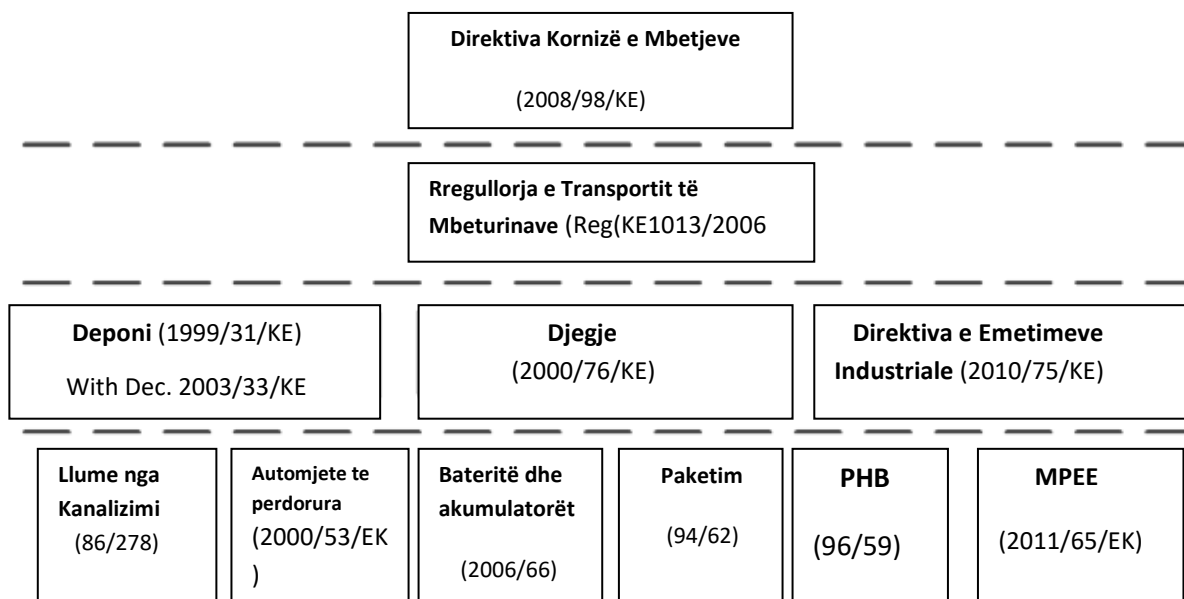 Direktiva Kornizë e Mbetjeve
(2008/98/KE)
Rregullorja e Transportit të
Mbeturinave (Reg(KE1013/2006
Deponi (1999/31/KE)
With Dec. 2003/33/KE
Djegje
(2000/76/KE)
Direktiva e Emetimeve
Industriale (2010/75/KE)
Llume nga
Kanalizimi
(86/278)
Automjete te
perdorura
(2000/53/EK
)
Bateritë dhe
akumulatorët
(2006/66)
Paketim
(94/62)
PHB
(96/59)
MPEE
(2011/65/EK)